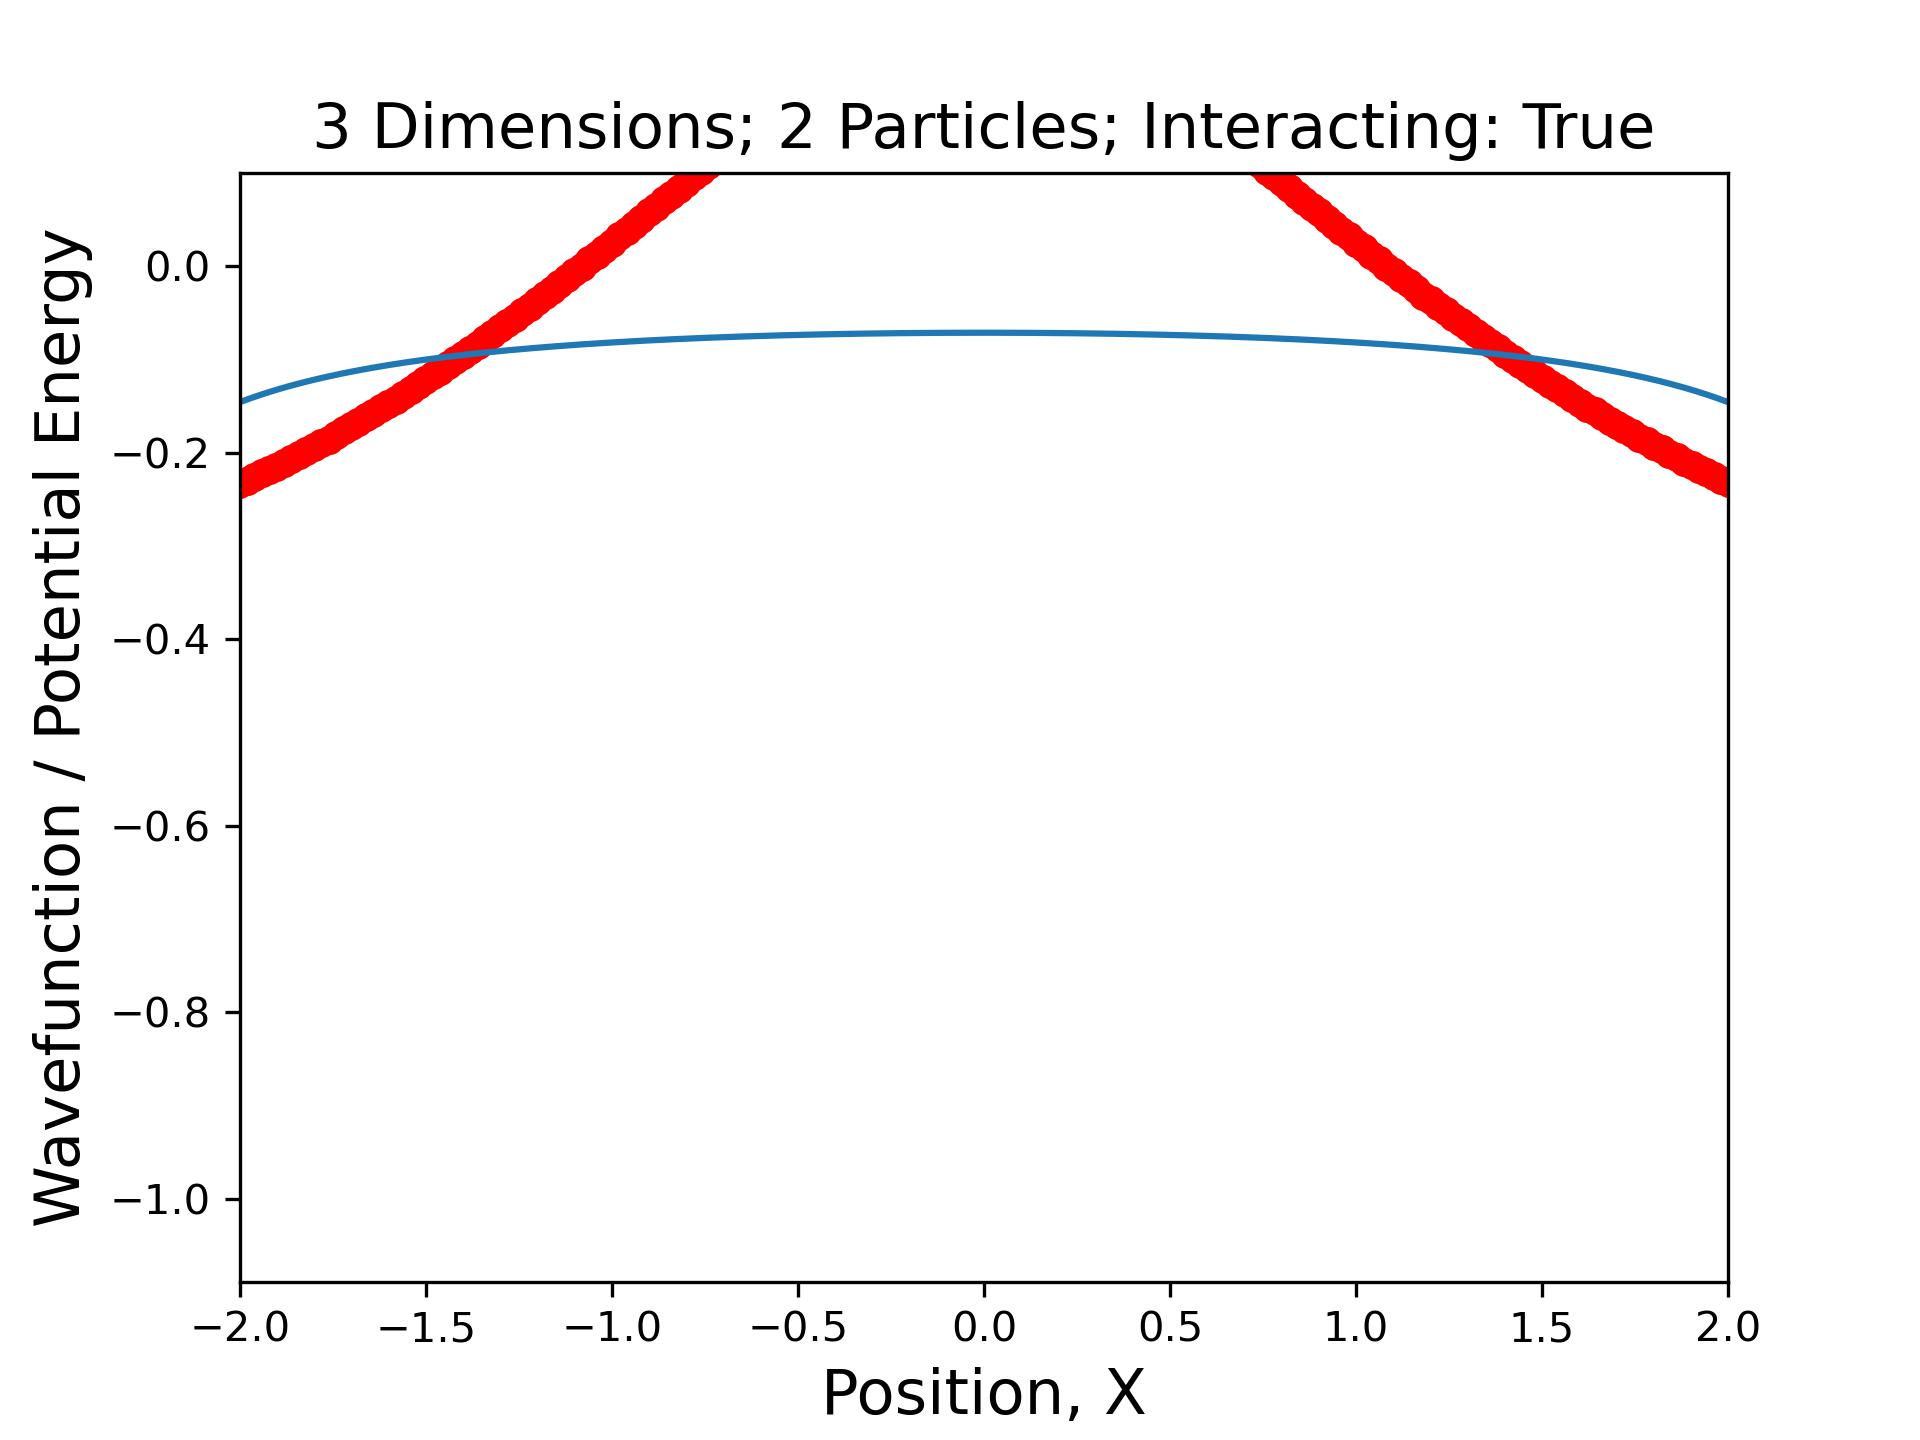 3 Dimensions; 2 Particles; Interacting: True
Wavefunction / Potential Energy
0.0
−0.2
−0.4
−0.6
−0.8
−1.0
−2.0 −1.5 −1.0 −0.5 0.0 0.5 1.0 1.5 2.0
Position, X